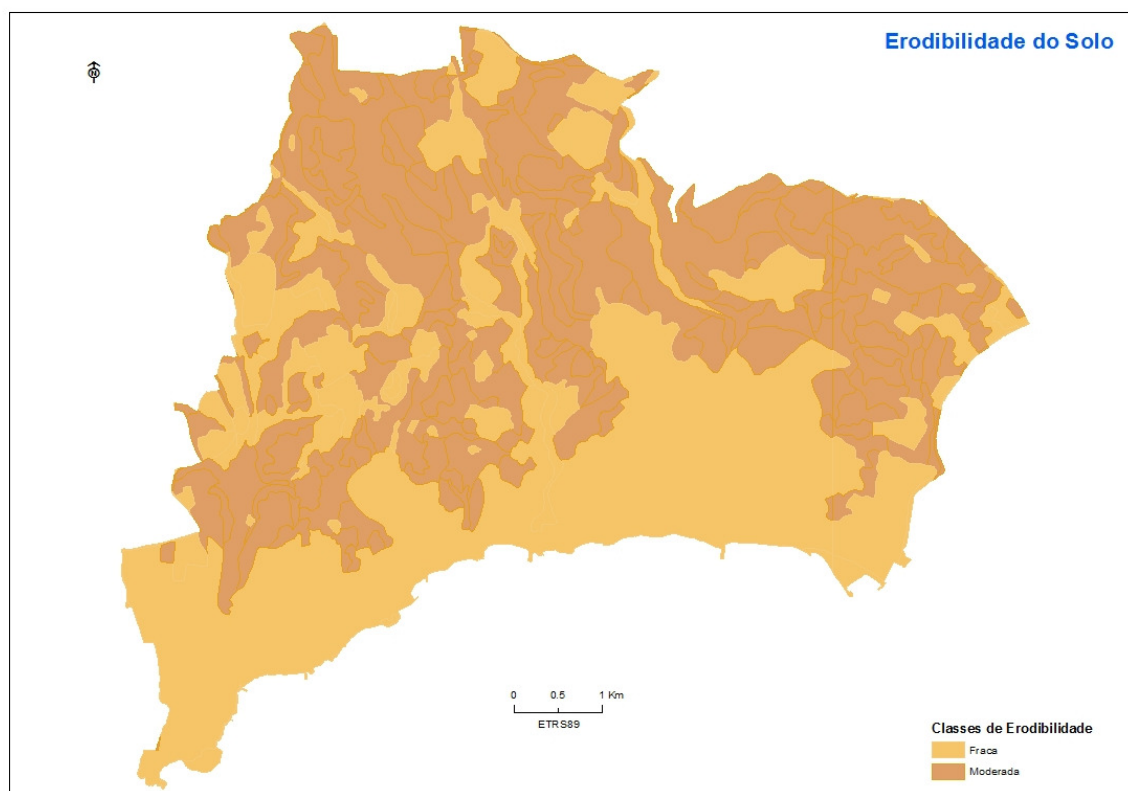 Erodibilidade do Solo
N
0 0.5 1 Km
ETRS89
Classes de Erodibilidade
Fraca
Moderada